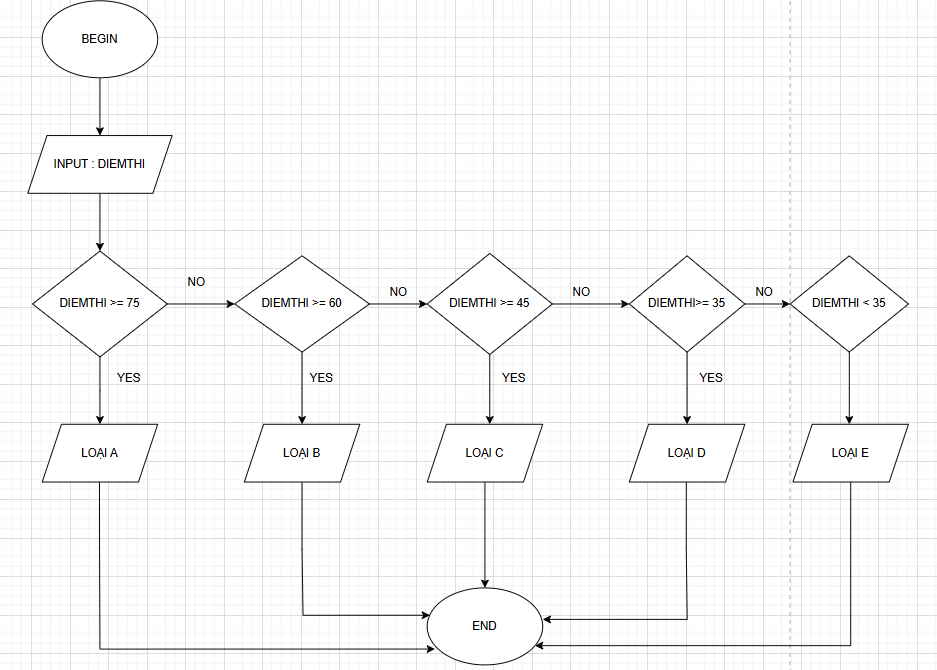 BEGIN
INPUT : DIEMTHI
NO
NO
NO
NO
DIEMTHI >= 75
DIEMTHI >= 60
DIEMTHI >= 45
DIEMTHI>= 35
DIEMTHI < 35
YES
YES
YES
YES
LOẠI A
LOẠI B
LOẠI C
LOẠI D
LOẠI E
END